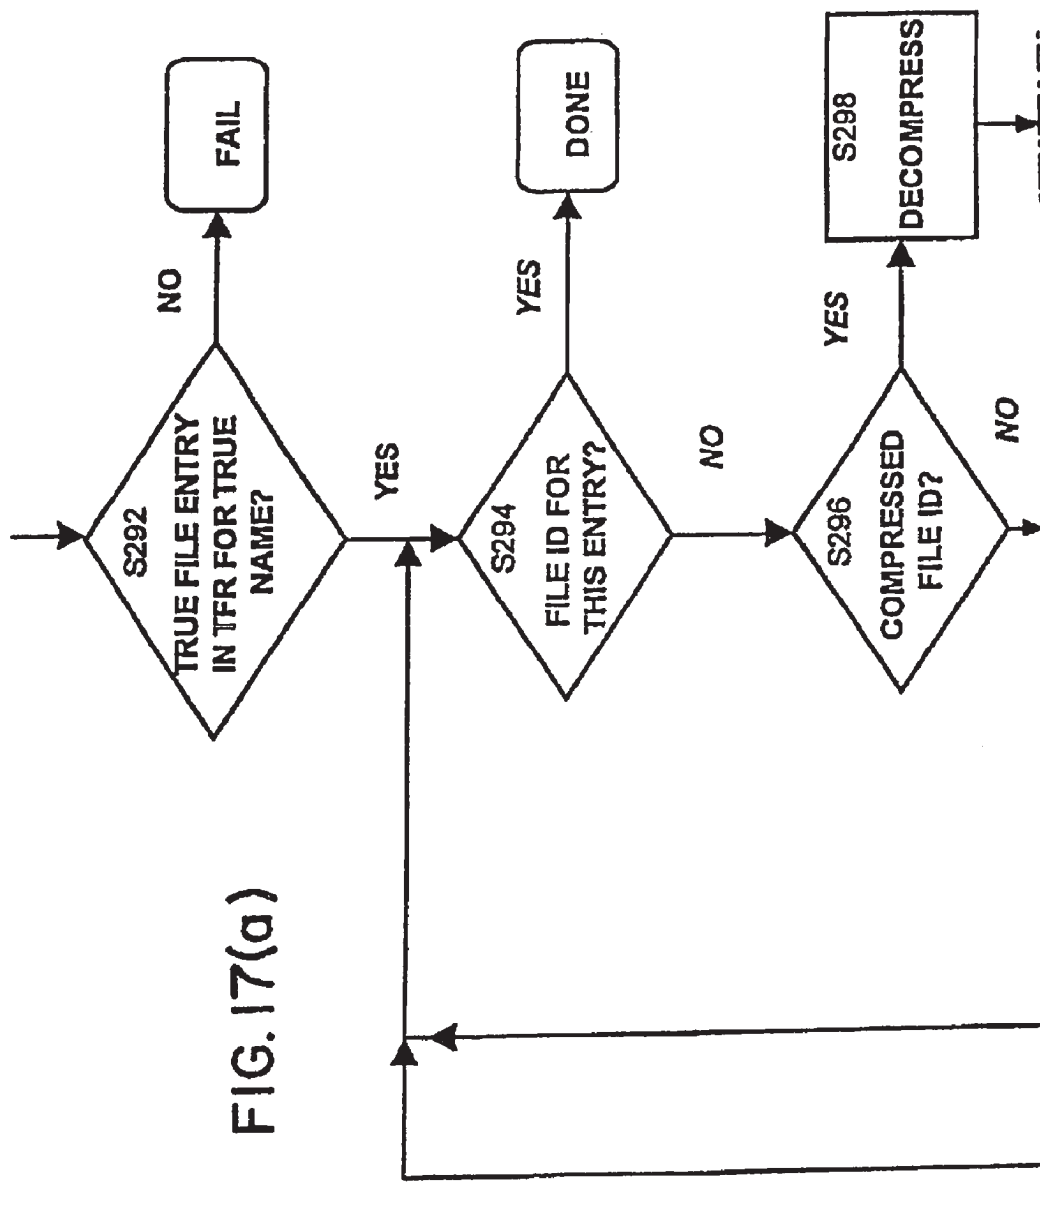 FIG. 17(a)
S292
TRUE FILE ENTRY
IN TFR FOR TRUE
NAME?
NO
FAIL
YES
S294
FILE ID FOR
THIS ENTRY?
YES
DONE
NO
S296
COMPRESSED
FILE ID?
YES
S298
DECOMPRESS
NO